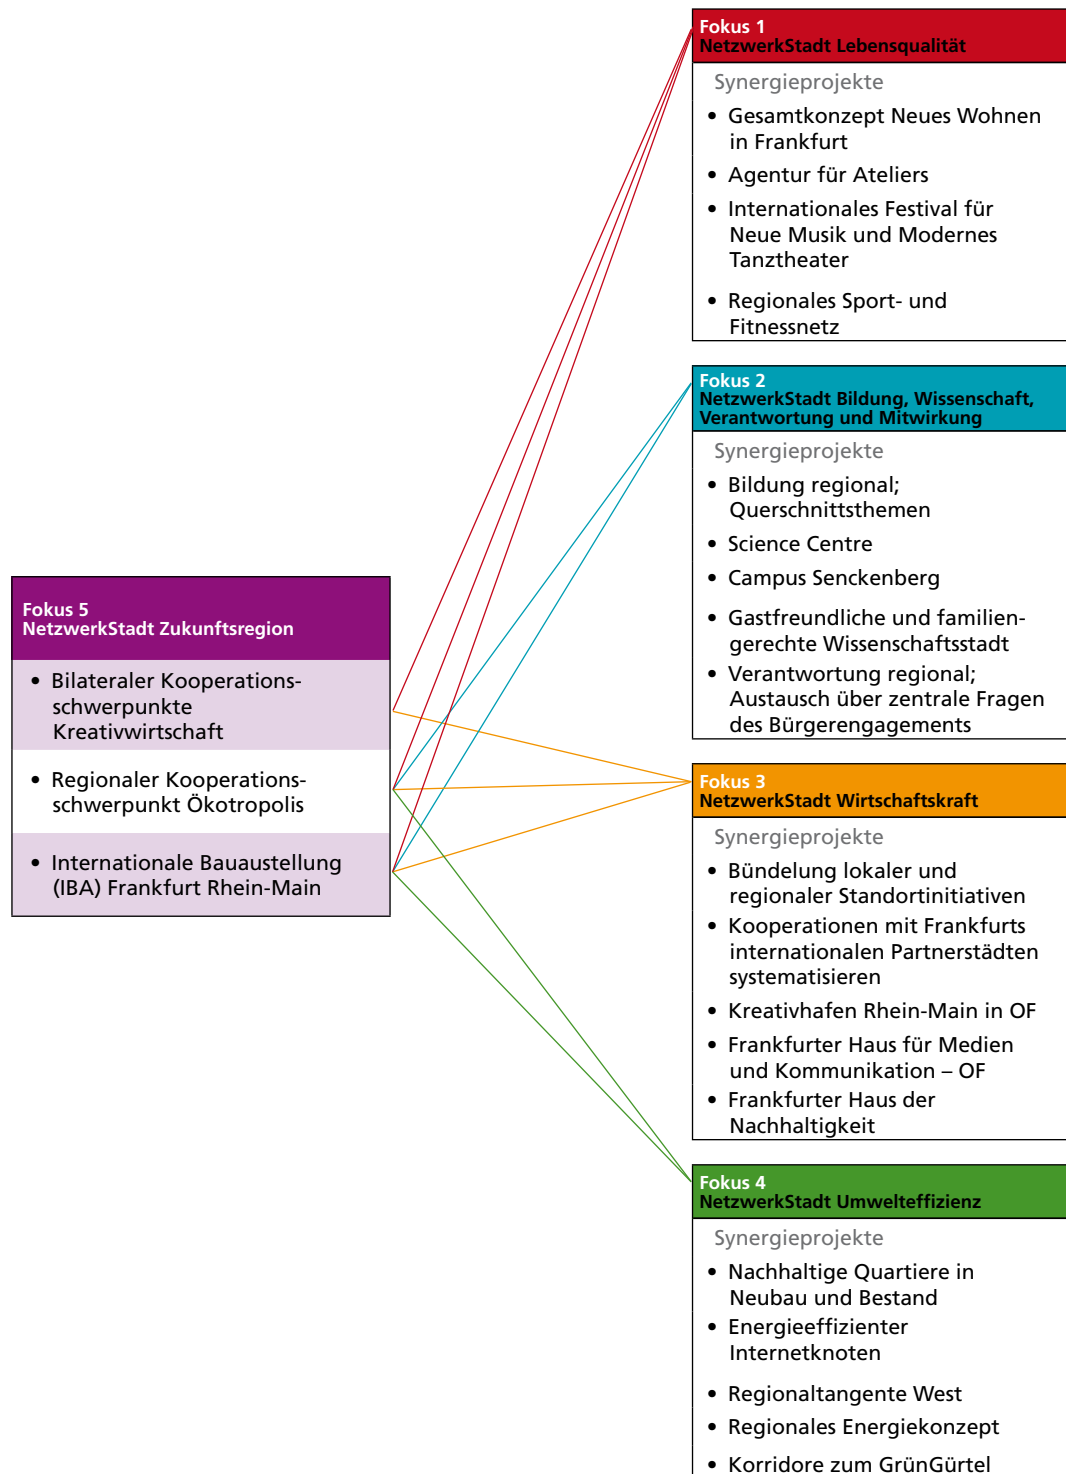 Fokus 1
NetzwerkStadt Lebensqualität
Synergieprojekte
• Gesamtkonzept Neues Wohnen
in Frankfurt
• Agentur für Ateliers
• Internationales Festival für
Neue Musik und Modernes
Tanztheater
• Regionales Sport- und
Fitnessnetz
Fokus 2
NetzwerkStadt Bildung, Wissenschaft,
Verantwortung und Mitwirkung
Synergieprojekte
• Bildung regional;
Querschnittsthemen
• Science Centre
• Campus Senckenberg
• Gastfreundliche und familien-
gerechte Wissenschaftsstadt
• Verantwortung regional;
Austausch über zentrale Fragen
des Bürgerengagements
Fokus 5
NetzwerkStadt Zukunftsregion
• Bilateraler Kooperations-
schwerpunkte
Kreativwirtschaft
• Regionaler Kooperations-
schwerpunkt Ökotropolis
• Internationale Bauaustellung
(IBA) Frankfurt Rhein-Main
Fokus 3
NetzwerkStadt Wirtschaftskraft
Synergieprojekte
• Bündelung lokaler und
regionaler Standortinitiativen
• Kooperationen mit Frankfurts
internationalen Partnerstädten
systematisieren
• Kreativhafen Rhein-Main in OF
• Frankfurter Haus für Medien
und Kommunikation – OF
• Frankfurter Haus der
Nachhaltigkeit
Fokus 4
NetzwerkStadt Umwelteffizienz
Synergieprojekte
• Nachhaltige Quartiere in
Neubau und Bestand
• Energieeffizienter
Internetknoten
• Regionaltangente West
• Regionales Energiekonzept
• Korridore zum GrünGürtel